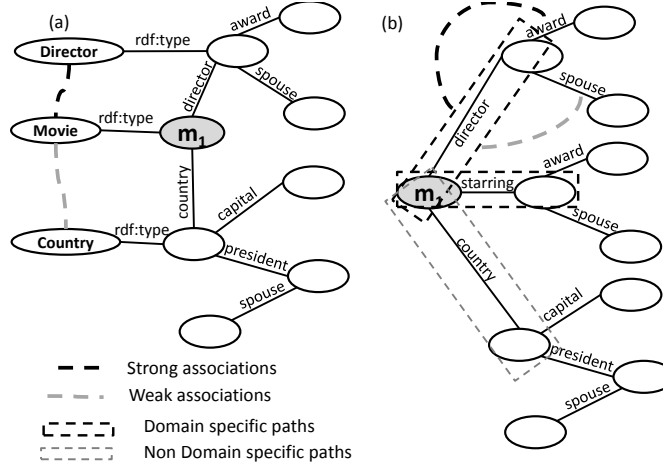 (a)
Director
rdf:type
award
spouse
director
Movie
rdf:type
m1
country
capital
Country
rdf:type
president
spouse
(b)
award
spouse
director
award
m1
starring
spouse
country
capital
president
spouse
Strong associations
Weak associations
Domain specific paths
Non Domain specific paths